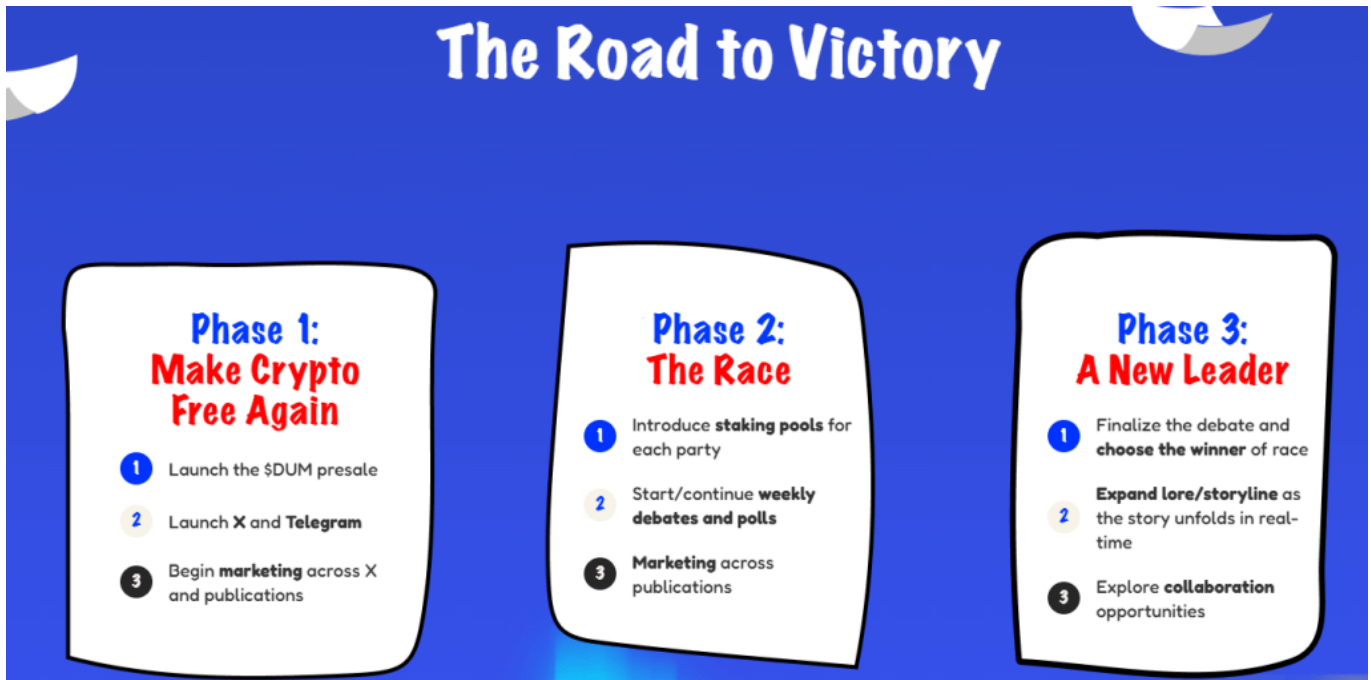 The Road to Victory
Phase 1:
Make Crypto
Free Again
1 Launch the $DUM presale
2 Launch X and Telegram
3 Begin marketing across X
and publications
Phase 2:
The Race
1 Introduce staking pools for
each party
2 Start/continue weekly
debates and polls
3 Marketing across
publications
Phase 3:
A New Leader
1 Finalize the debate and
choose the winner of race
2 Expand lore/storyline as
the story unfolds in real-
time
3 Explore collaboration
opportunities